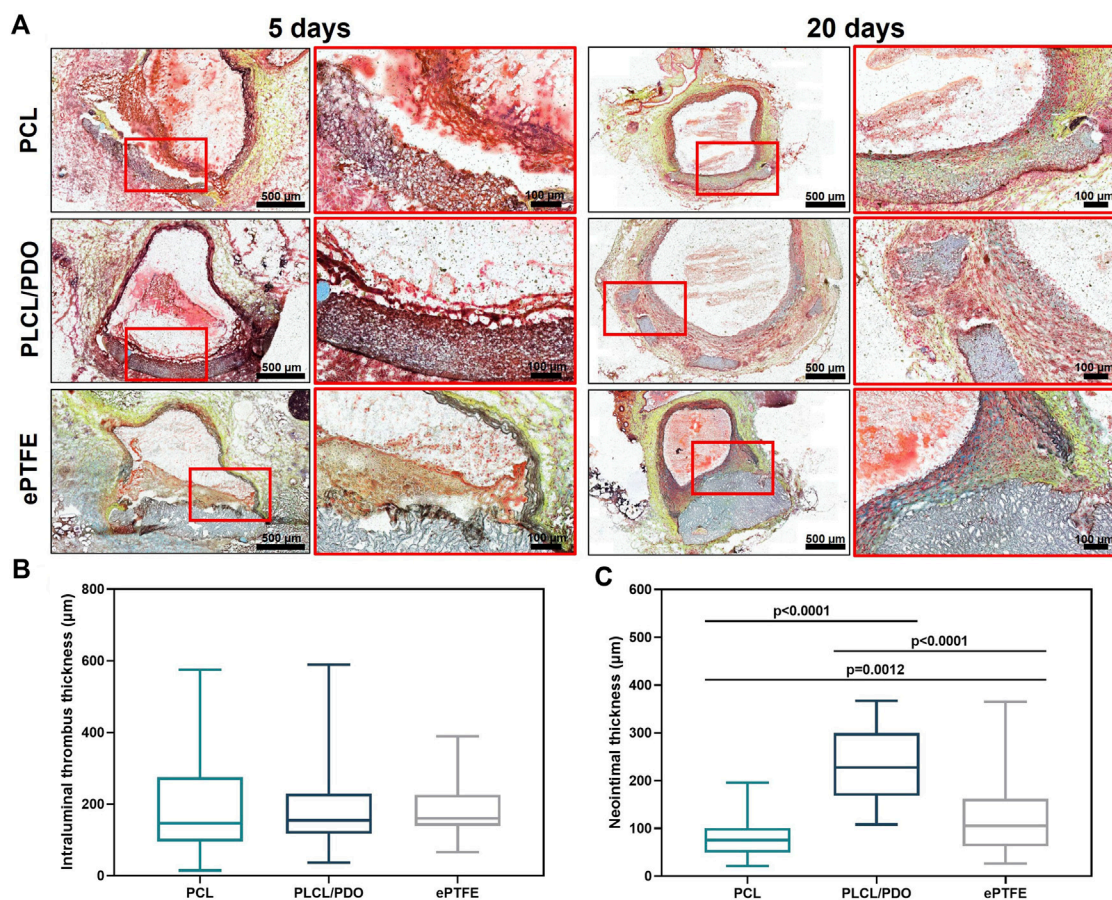 A
5 days
20 days
PCL
500 µm
100 µm
500 µm
100 µm
PLCL/PDO
500 µm
100 µm
500 µm
100 µm
ePTFE
500 µm
100 µm
500 µm
100 µm
B
Intraluminal thrombus thickness (µm)
800
600
400
200
0
PCL
PLCL/PDO
ePTFE
C
Neointimal thickness (µm)
600
500
400
300
200
100
0
p<0.0001
p<0.0001
p=0.0012
PCL
PLCL/PDO
ePTFE